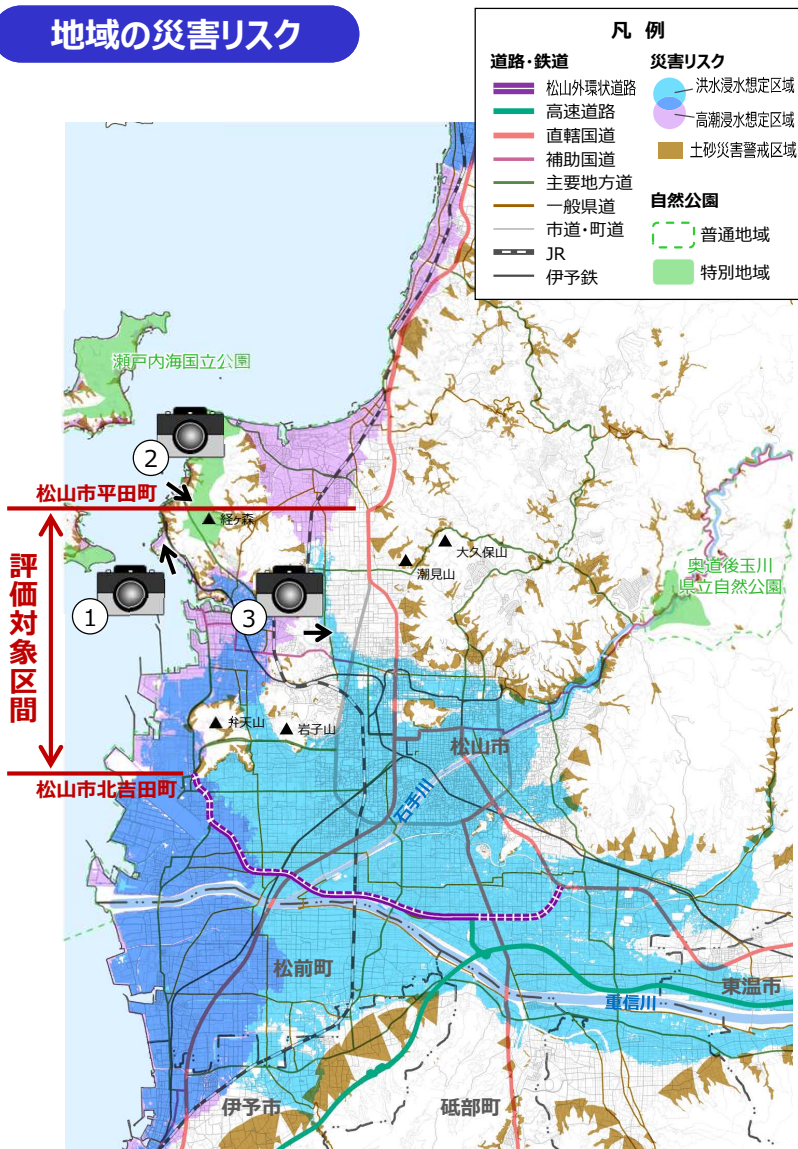 地域の災害リスク
凡 例
道路・鉄道
松山外環状道路
高速道路
直轄国道
補助国道
主要地方道
一般県道
市道・町道
JR
伊予鉄
災害リスク
洪水浸水想定区域
高潮浸水想定区域
土砂災害警戒区域
自然公園
普通地域
特別地域
瀬戸内海国立公園
②
松山市平田町
▲経ヶ森
評価対象区間
①
③
▲大久保山
▲潮見山
奥道後玉川
県立自然公園
▲弁天山
▲岩子山
松山市
松山市北吉田町
石手川
松前町
東温市
重信川
伊予市
砥部町